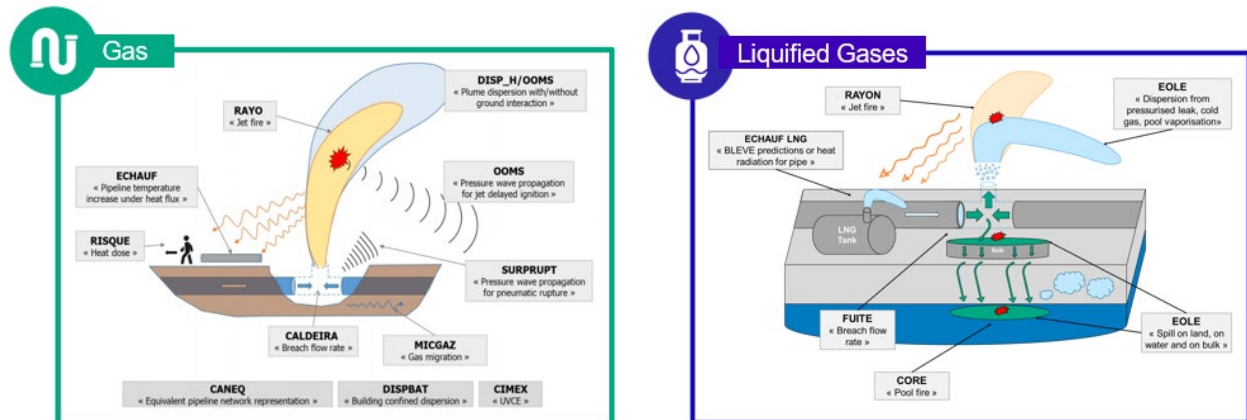 Gas
DISP_H/OOMS
« Plume dispersion with/without
ground interaction »
RAYO
« Jet fire »
ECHAUF
« Pipeline temperature
increase under heat flux »
OOMS
« Pressure wave propagation
for jet delayed ignition »
RISQUE
« Heat dose »
SURPRUPT
« Pressure wave propagation
for pneumatic rupture »
CALDEIRA
« Breach flow rate »
MICGAZ
« Gas migration »
CANEQ
« Equivalent pipeline network representation »
DISPBAT
« Building confined dispersion »
CIMEX
« UVCE »
Liquified Gases
RAYON
« Jet fire »
EOLE
« Dispersion from
pressurised leak, cold
gas, pool vaporisation»
ECHAUF LNG
« BLEVE predictions or heat
radiation for pipe »
LNG
Tank
Bulk
FUITE
« Breach flow
rate »
EOLE
« Spill on land, on
water and on bulk »
CORE
« Pool fire »